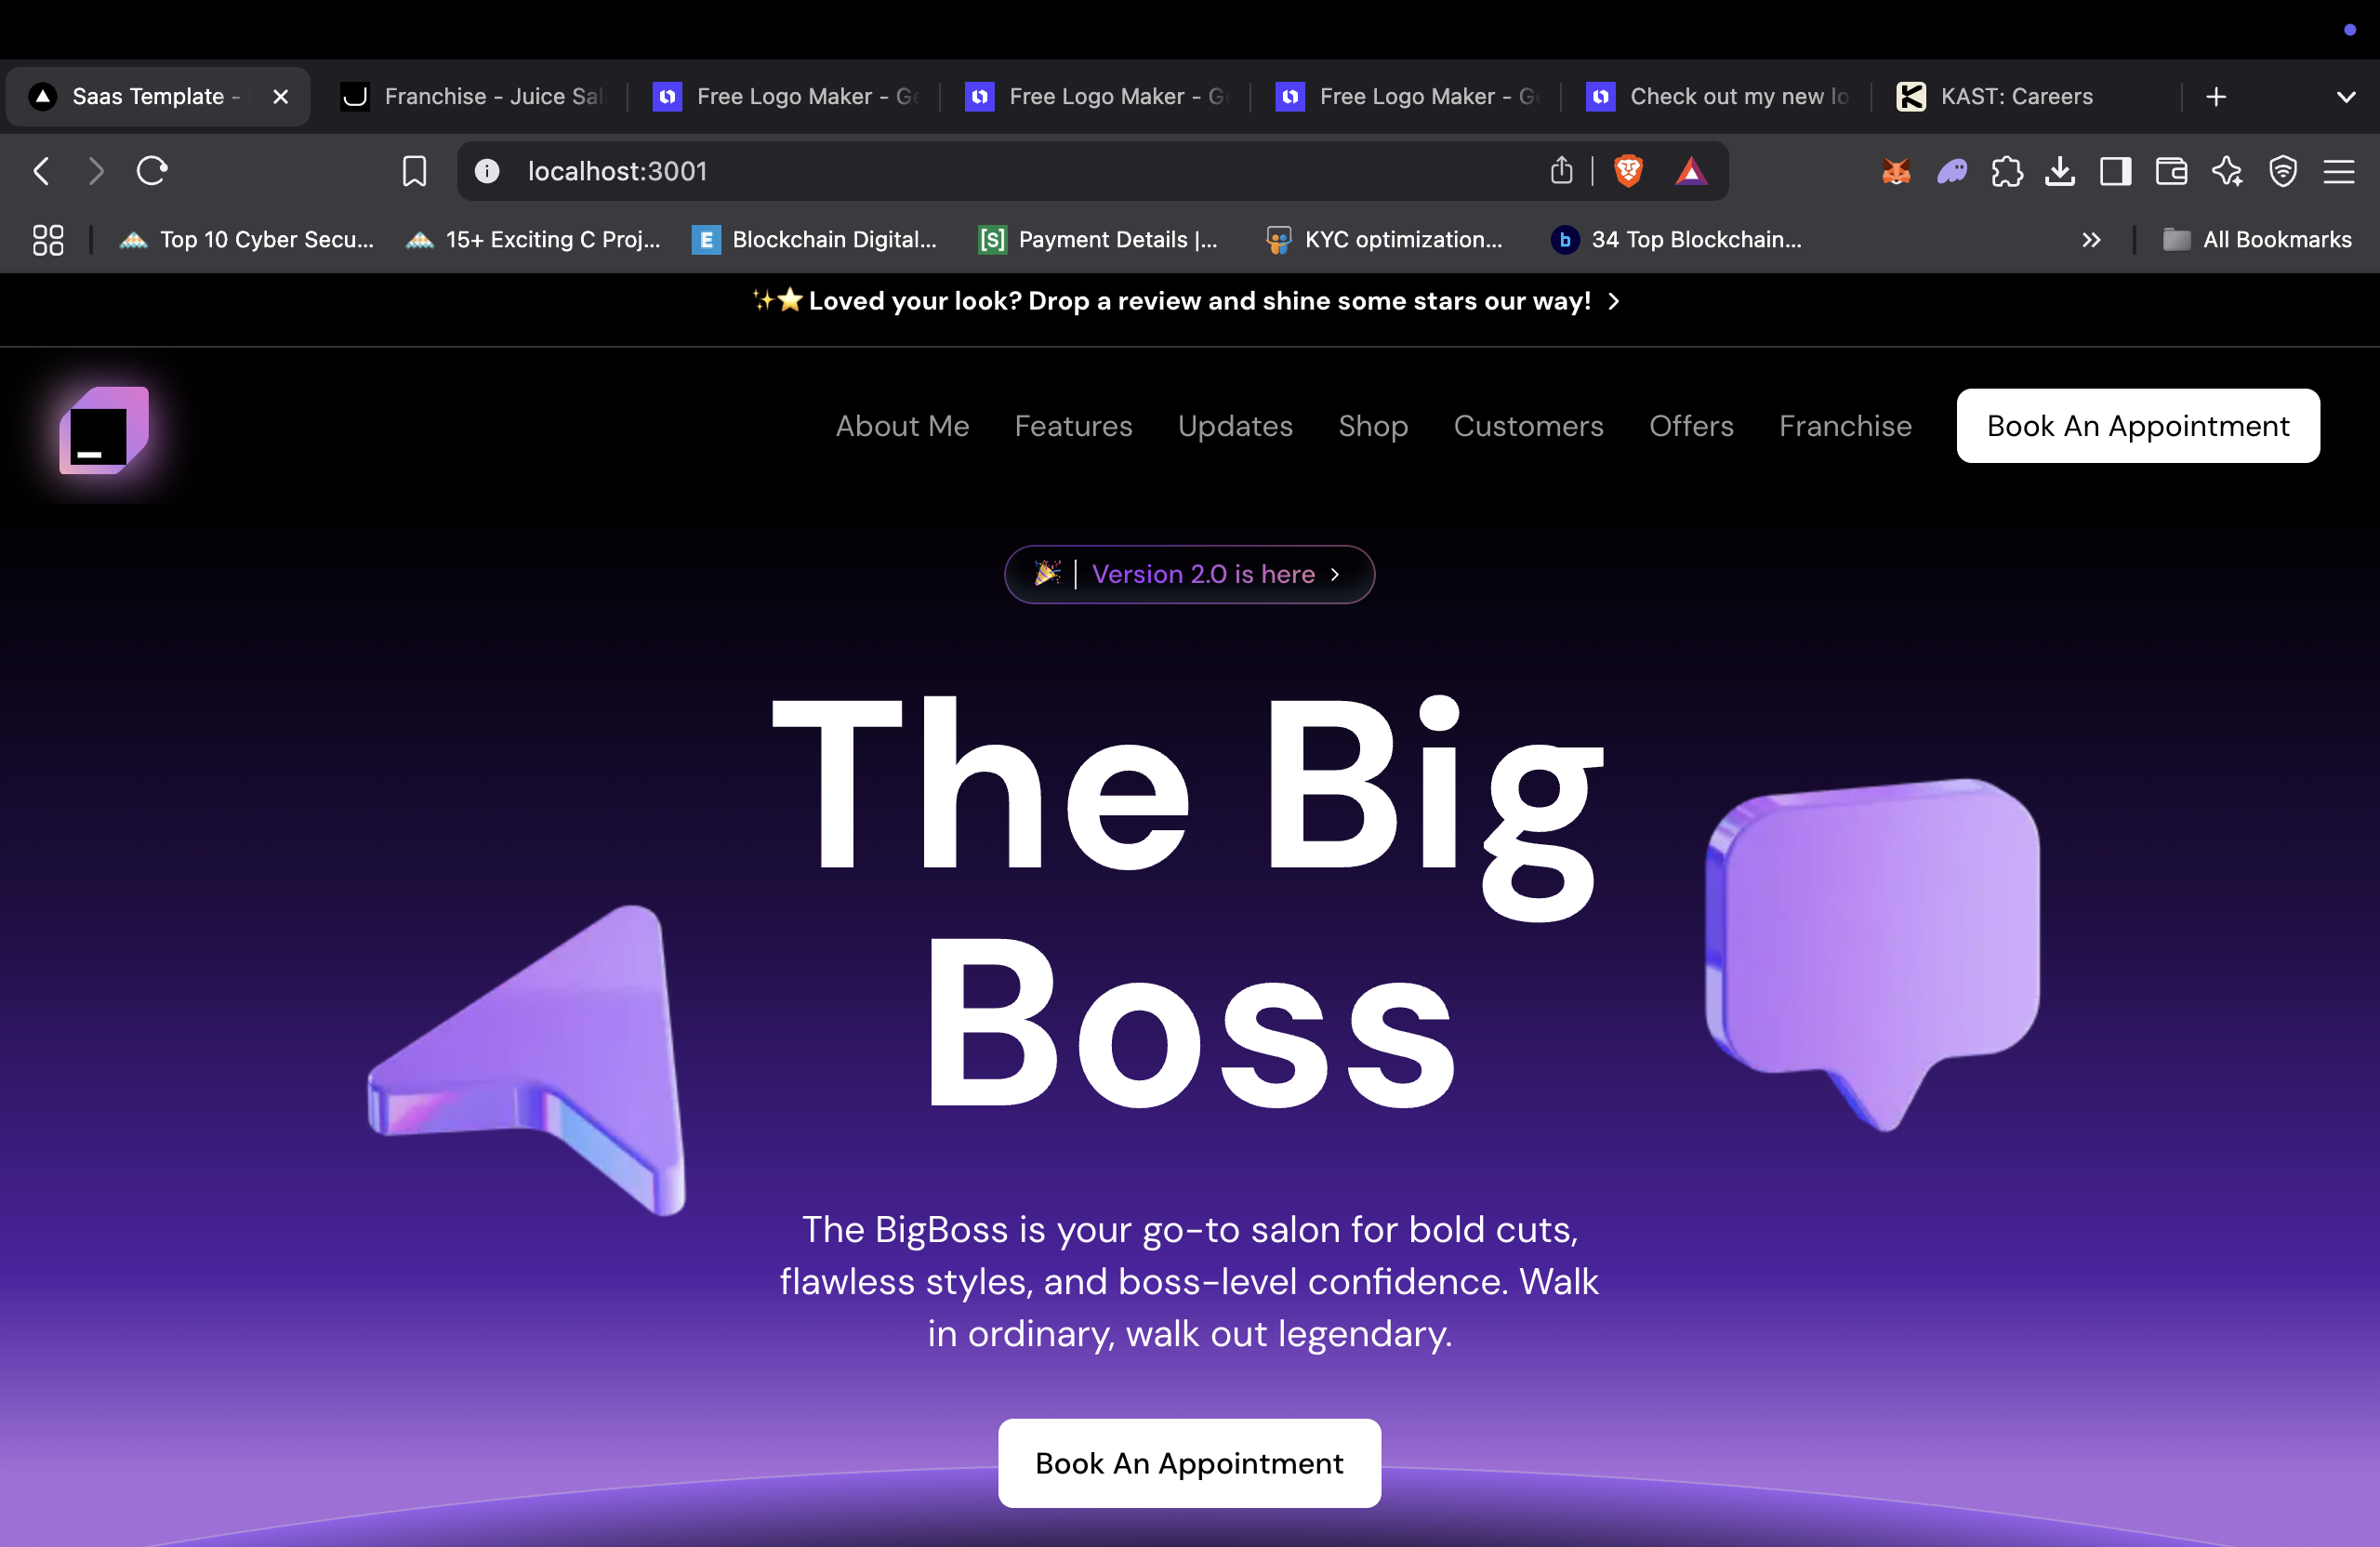 Saas Template -
Franchise - Juice Sal
Free Logo Maker - Ge
Free Logo Maker - Ge
Free Logo Maker - Ge
Check out my new lo
KAST: Careers
localhost:3001
Top 10 Cyber Secu...
15+ Exciting C Proj...
Blockchain Digital...
Payment Details |...
KYC optimization...
34 Top Blockchain...
All Bookmarks
✨⭐ Loved your look? Drop a review and shine some stars our way! >
About Me
Features
Updates
Shop
Customers
Offers
Franchise
Book An Appointment
🎉 | Version 2.0 is here >
The Big
Boss
The BigBoss is your go-to salon for bold cuts,
flawless styles, and boss-level confidence. Walk
in ordinary, walk out legendary.
Book An Appointment